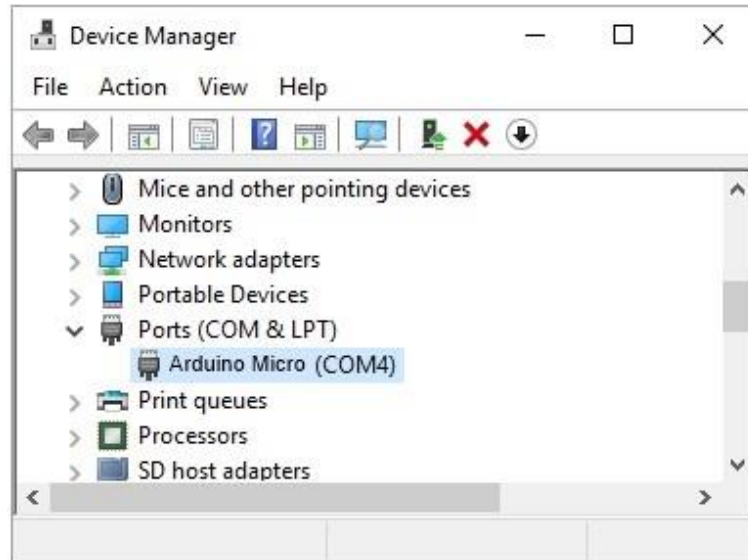 Device Manager
File Action View Help
Mice and other pointing devices
Monitors
Network adapters
Portable Devices
Ports (COM & LPT)
Arduino Micro (COM4)
Print queues
Processors
SD host adapters